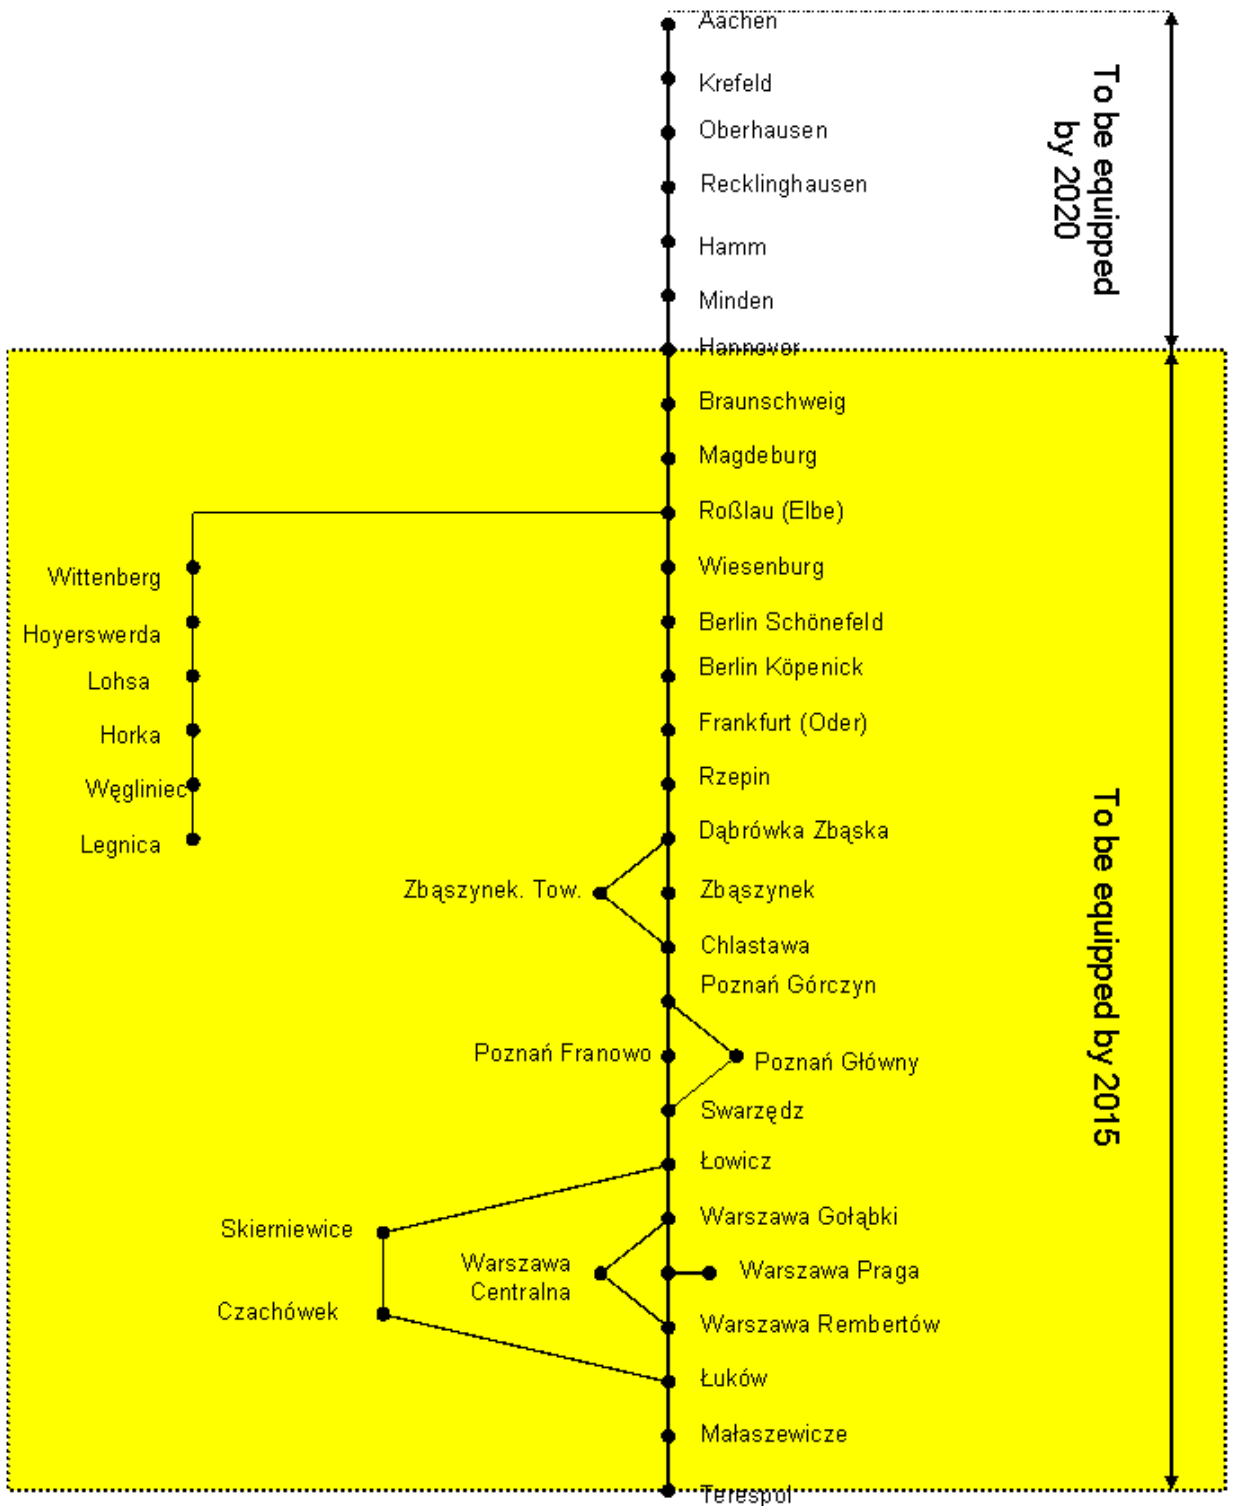 Aachen
Krefeld
Oberhausen
Recklinghausen
Hamm
Minden
Hannover
To be equipped
by 2020
Braunschweig
Magdeburg
Roßlau (Elbe)
Wittenberg
Wiesenburg
Hoyerswerda
Berlin Schönefeld
Lohsa
Berlin Köpenick
Horka
Frankfurt (Oder)
Węgliniec
Rzepin
Legnica
Dąbrówka Zbąska
Zbąszynek. Tow.
Zbąszynek
Chlastawa
Poznań Górczyn
Poznań Franowo
Poznań Główny
Swarzędz
To be equipped by 2015
Łowicz
Skierniewice
Warszawa Gołąbki
Warszawa
Centralna
Warszawa Praga
Czachówek
Warszawa Rembertów
Łuków
Małaszewicze
Terespol